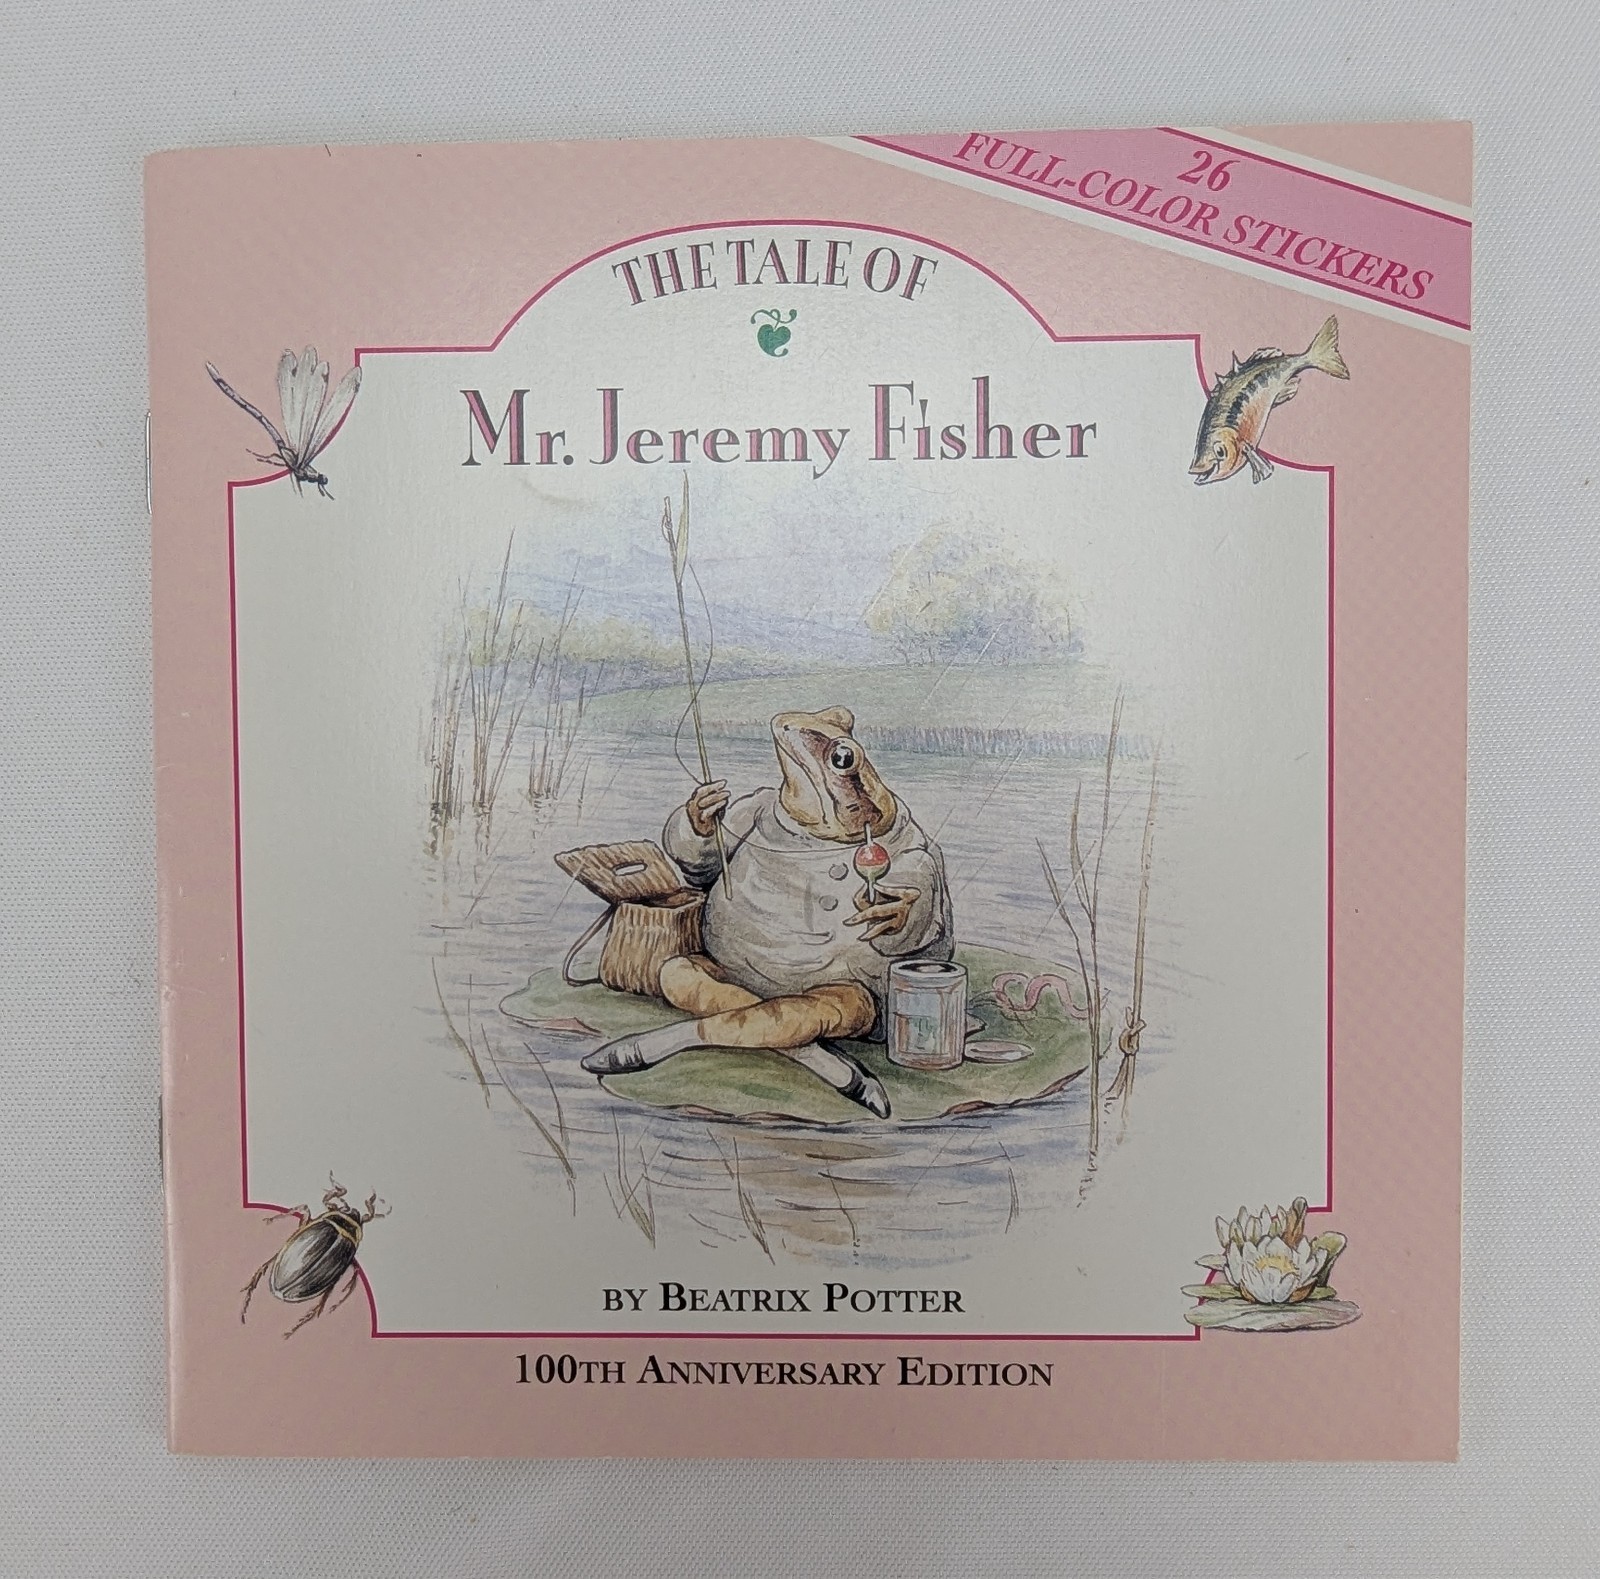 26
FULL-COLOR STICKERS
THE TALE OF
Mr. Jeremy Fisher
BY BEATRIX POTTER
100TH ANNIVERSARY EDITION